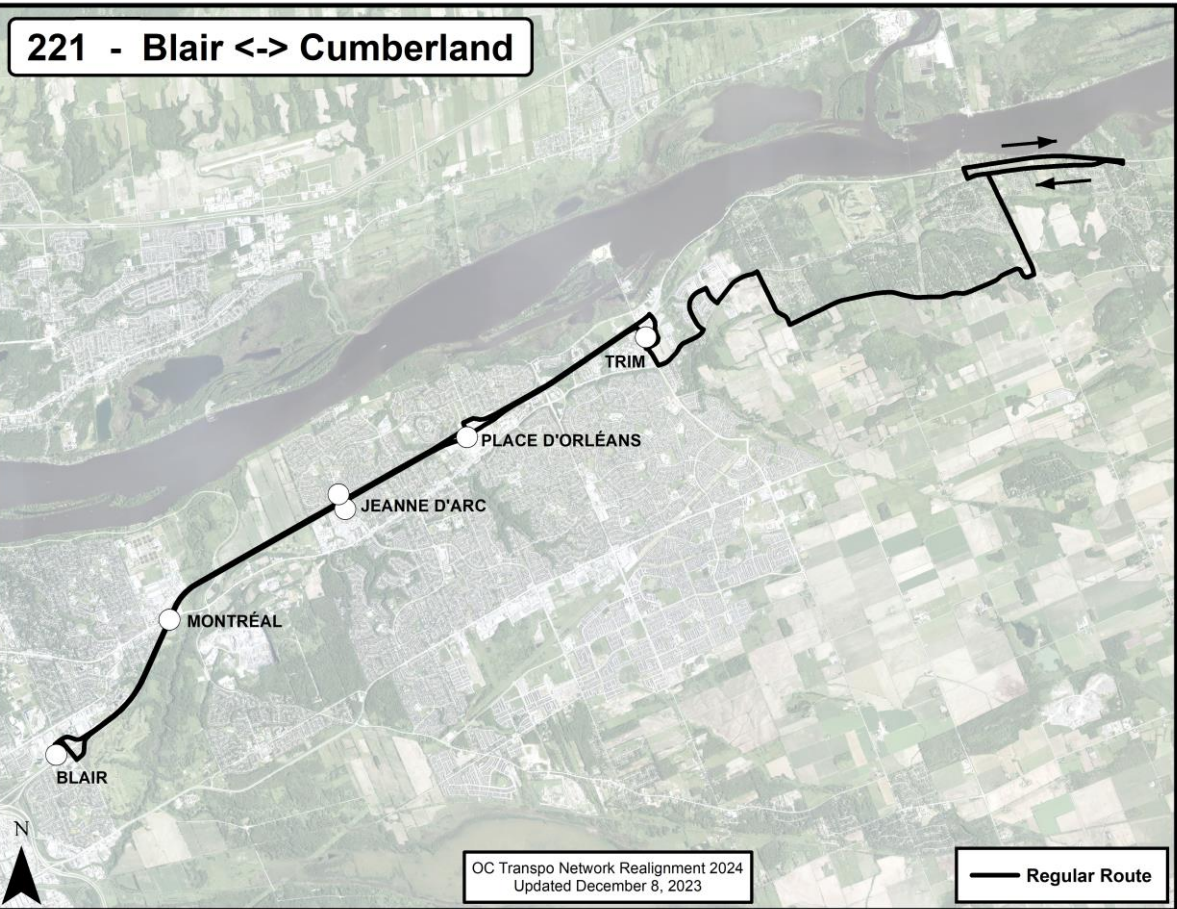 221 - Blair <-> Cumberland
TRIM
PLACE D'ORLÉANS
JEANNE D'ARC
MONTRÉAL
BLAIR
N
OC Transpo Network Realignment 2024
Updated December 8, 2023
Regular Route